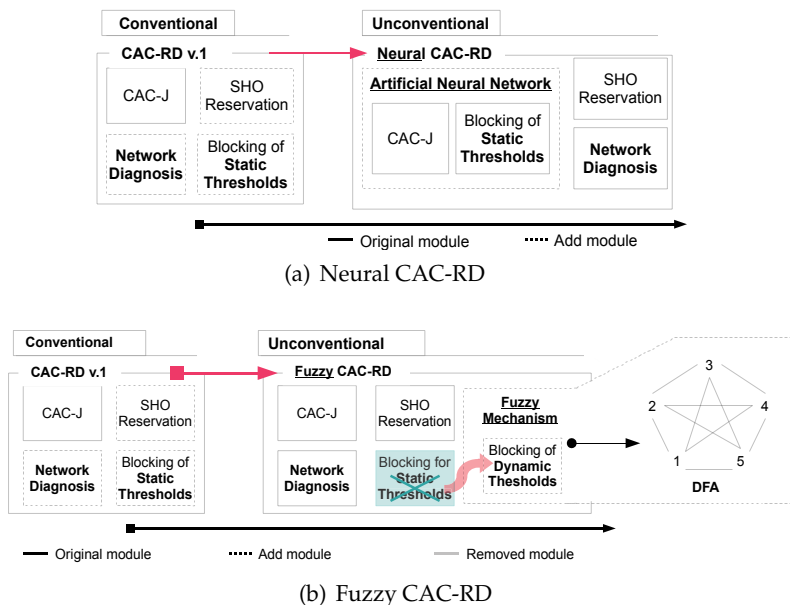 Conventional
Unconventional
CAC-RD v.1
Neural CAC-RD
CAC-J
SHO
Reservation
Network
Diagnosis
Blocking of
Static
Thresholds
Artificial Neural Network
CAC-J
Blocking of
Static
Thresholds
SHO
Reservation
Network
Diagnosis
Original module
Add module
(a) Neural CAC-RD
Conventional
Unconventional
CAC-RD v.1
Fuzzy CAC-RD
CAC-J
SHO
Reservation
Network
Diagnosis
Blocking of
Static
Thresholds
CAC-J
SHO
Reservation
Network
Diagnosis
Blocking for
Static
Thresholds
Fuzzy
Mechanism
Blocking of
Dynamic
Thesholds
3
2
4
1
5
DFA
Original module
Add module
Removed module
(b) Fuzzy CAC-RD